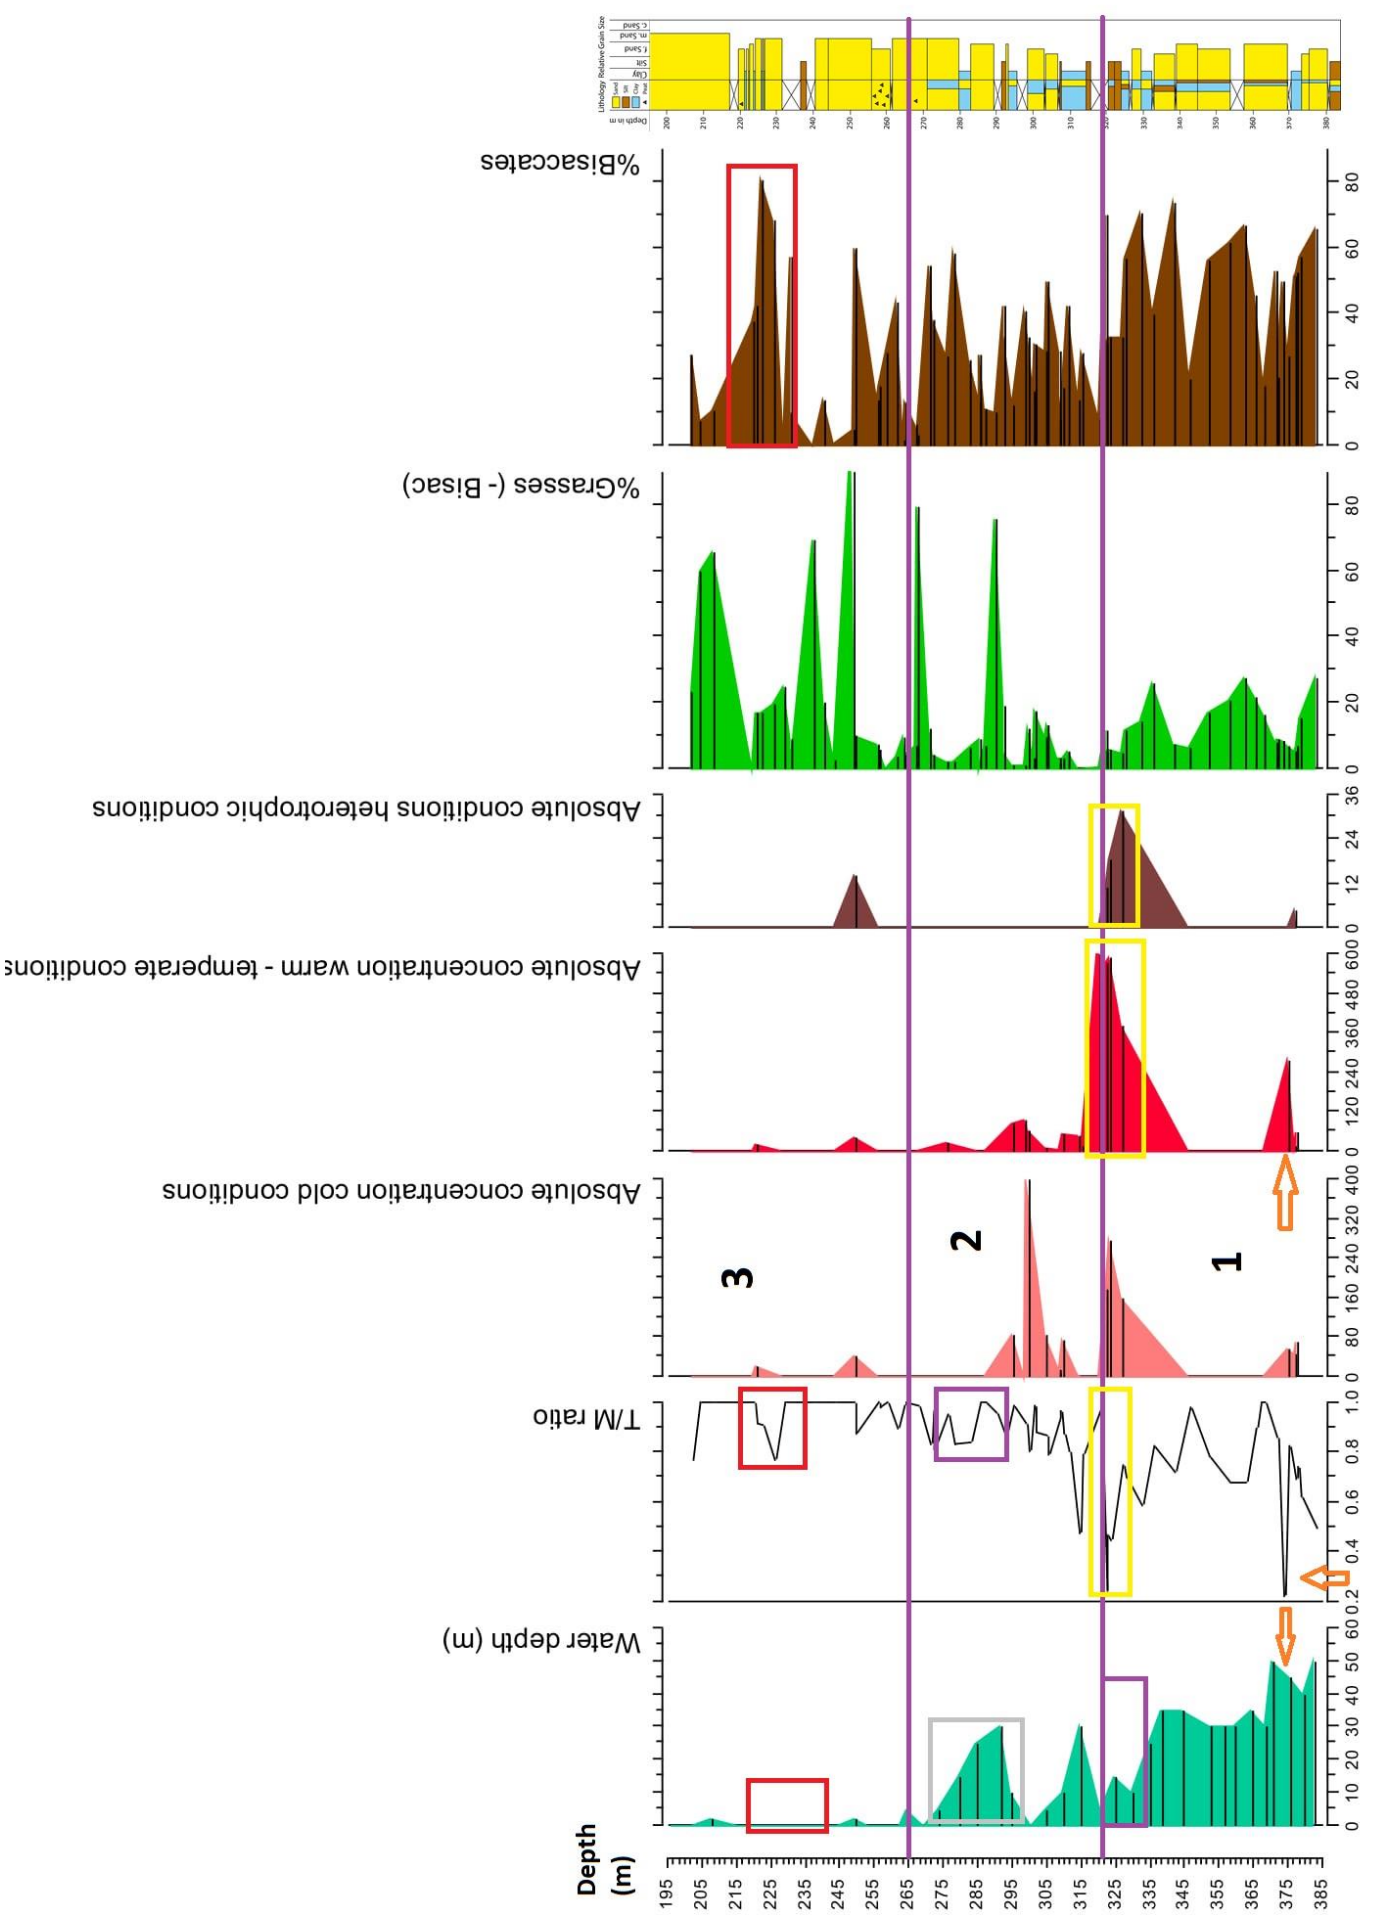 Lithology
Relative Grain Size
Sand
Silt
Clay
Peat
Clay
Silt
f. Sand
m. Sand
c. Sand
Depth in m
200 210 220 230 240 250 260 270 280 290 300 310 320 330 340 350 360 370 380
%Bisaccates
0 20 40 60 80
%Grasses (- Bisac)
0 20 40 60 80
Absolute conditions heterotrophic conditions
0 12 24 36
Absolute concentration warm - temperate conditions
0 120 240 360 480 600
Absolute concentration cold conditions
0 80 160 240 320 400
3
2
1
T/M ratio
0.2 0.4 0.6 0.8 1.0
Water depth (m)
0 10 20 30 40 50 60
Depth
(m)
195 205 215 225 235 245 255 265 275 285 295 305 315 325 335 345 355 365 375 385